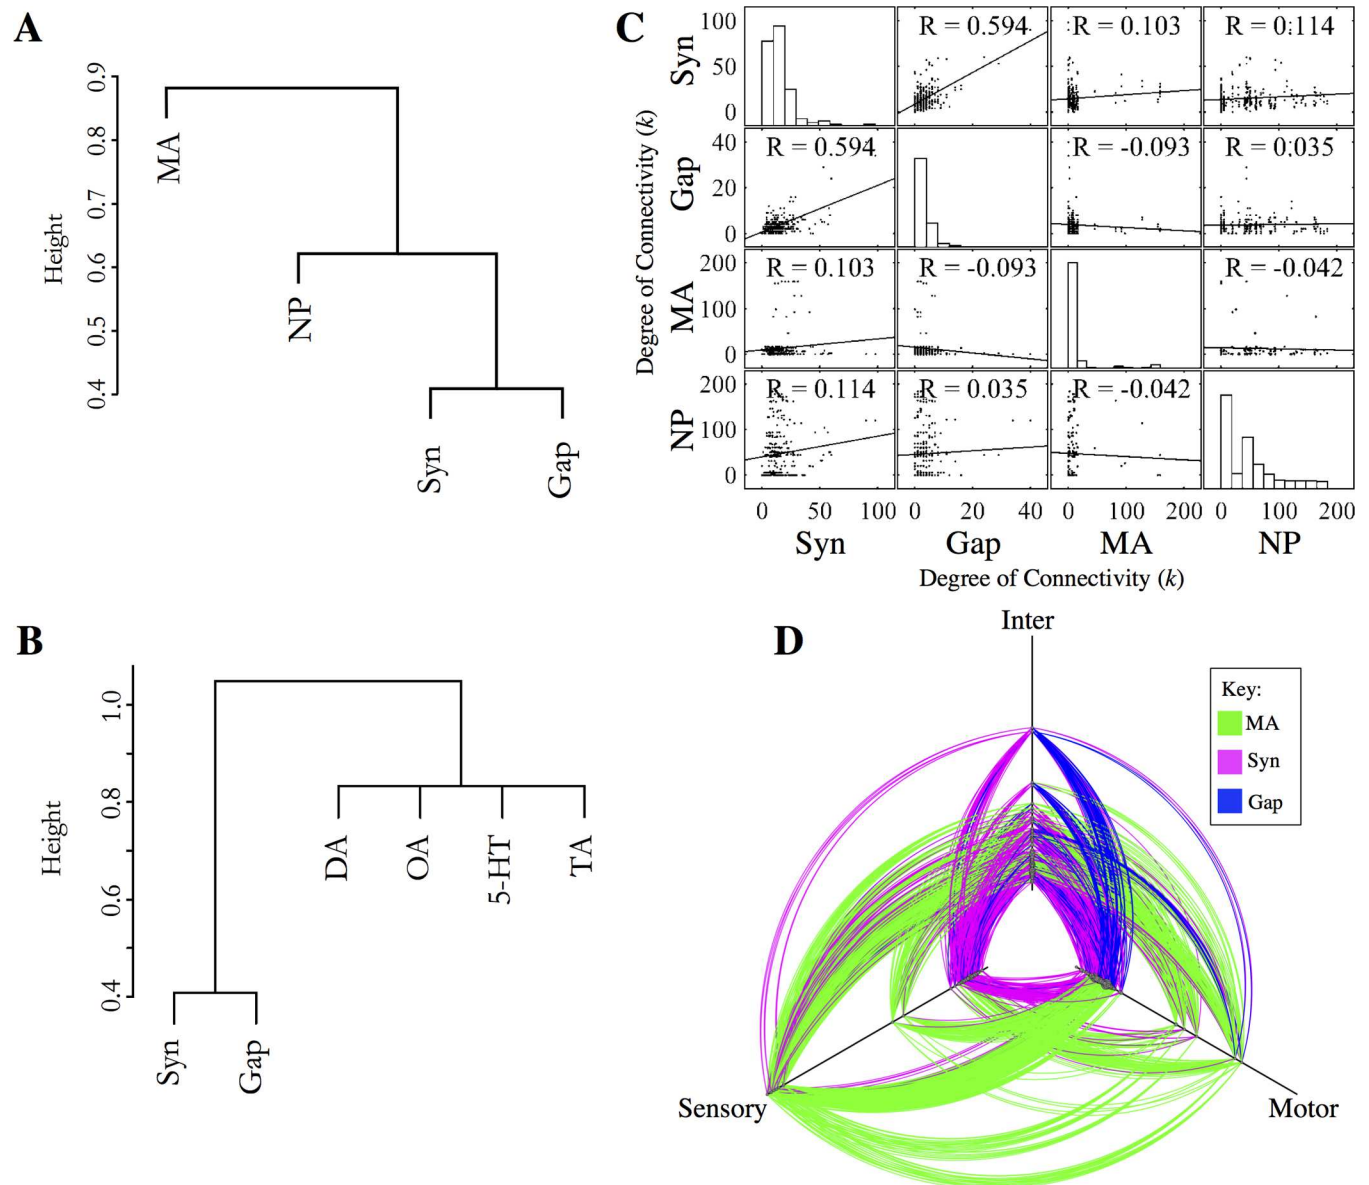 A
0.9
0.8
0.7
0.6
0.5
0.4
Height
MA
NP
Syn
Gap
B
1.0
0.8
0.6
0.4
Height
DA
OA
5-HT
TA
Syn
Gap
C
Degree of Connectivity (k)
Syn
100
50
0
R = 0.594
R = 0.103
R = 0.114
Gap
40
20
0
R = 0.594
R = -0.093
R = 0.035
MA
200
100
0
R = 0.103
R = -0.093
R = -0.042
NP
200
100
0
R = 0.114
R = 0.035
R = -0.042
0 50 100 0 20 40 0 100 200 0 100 200
Syn Gap MA NP
Degree of Connectivity (k)
D
Inter
Sensory
Motor
Key:
MA
Syn
Gap